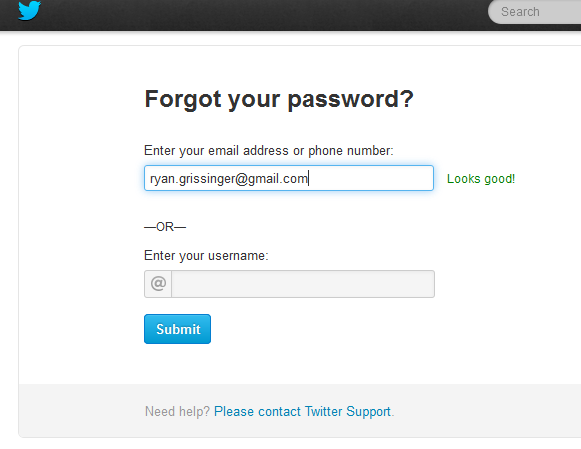 Search
Forgot your password?
Enter your email address or phone number:
ryan.grissinger@gmail.com Looks good!
—OR—
Enter your username:
@
Submit
Need help? Please contact Twitter Support.